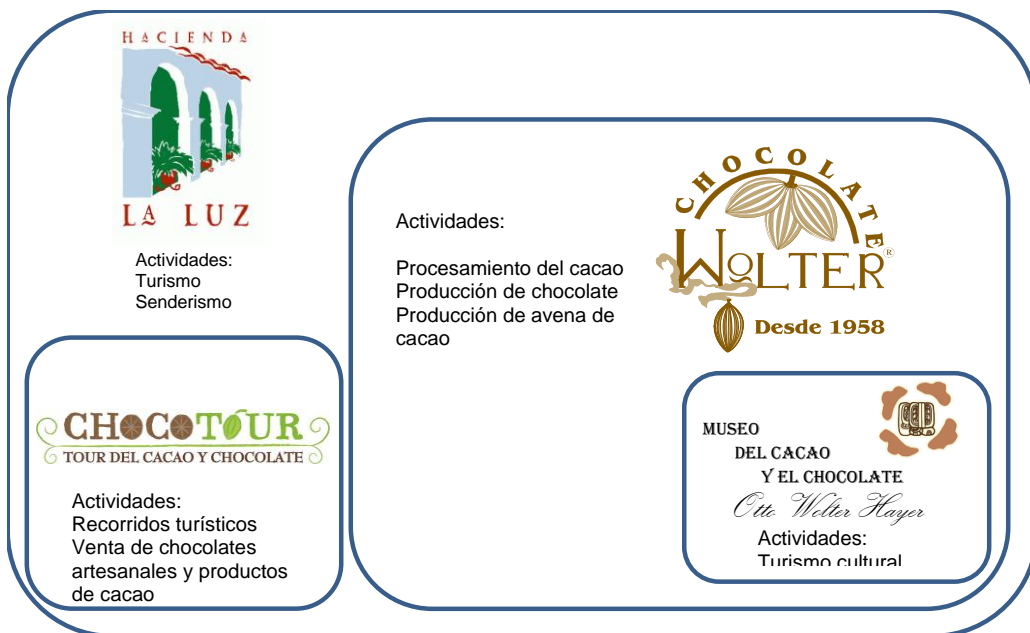 HACIENDA
LA LUZ
Actividades:
Turismo
Senderismo
CHOCOTOUR
TOUR DEL CACAO Y CHOCOLATE
Actividades:
Recorridos turísticos
Venta de chocolates
artesanales y productos
de cacao
Actividades:
Procesamiento del cacao
Producción de chocolate
Producción de avena de
cacao
CHOCOLATE
WOLTER®
Desde 1958
MUSEO
DEL CACAO
Y EL CHOCOLATE
Otto Wolter Hayer
Actividades:
Turismo cultural